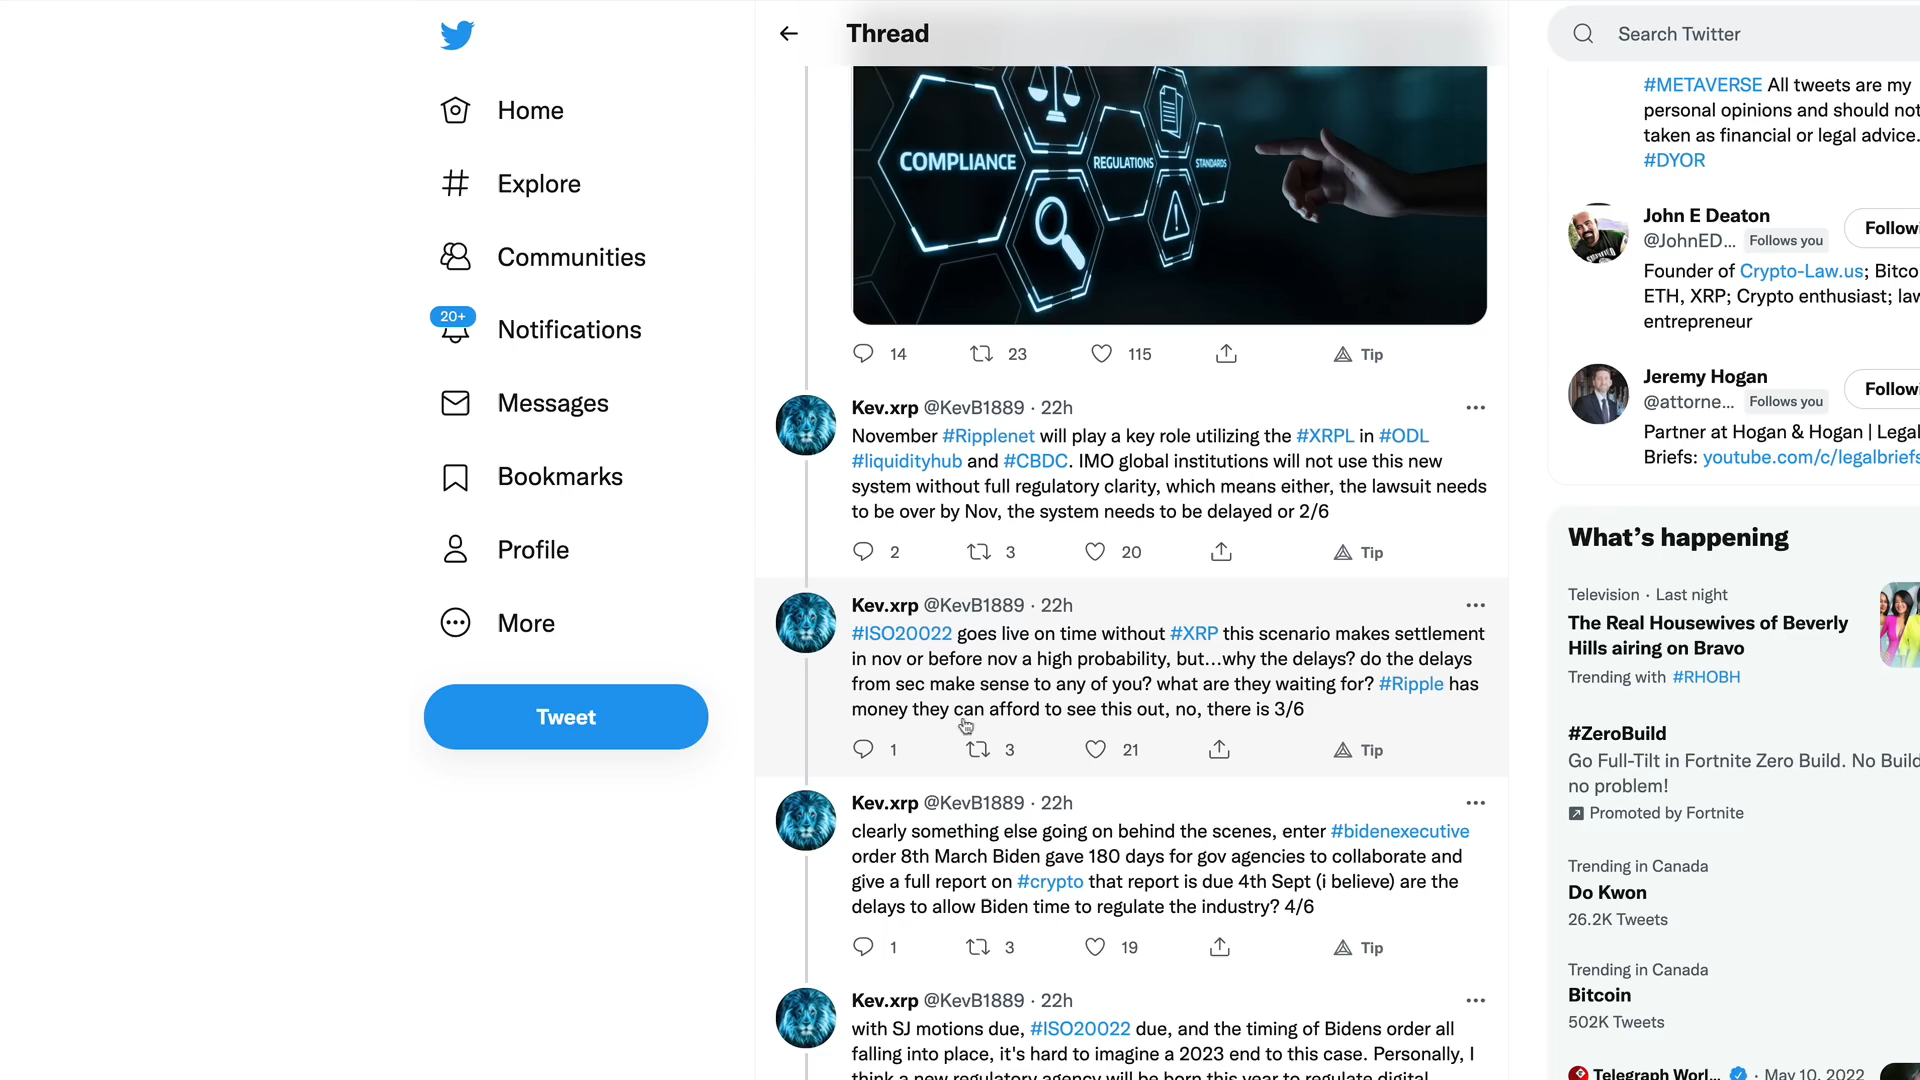 Thread
Search Twitter
Home
Explore
Communities
20+
Notifications
Messages
Bookmarks
Profile
More
Tweet
COMPLIANCE
REGULATIONS
STANDARDS
14 23 115 Tip
Kev.xrp @KevB1889 · 22h
November #Ripplenet will play a key role utilizing the #XRPL in #ODL
#liquidityhub and #CBDC. IMO global institutions will not use this new
system without full regulatory clarity, which means either, the lawsuit needs
to be over by Nov, the system needs to be delayed or 2/6
2 3 20 Tip
Kev.xrp @KevB1889 · 22h
#ISO20022 goes live on time without #XRP this scenario makes settlement
in nov or before nov a high probability, but...why the delays? do the delays
from sec make sense to any of you? what are they waiting for? #Ripple has
money they can afford to see this out, no, there is 3/6
1 3 21 Tip
Kev.xrp @KevB1889 · 22h
clearly something else going on behind the scenes, enter #bidenexecutive
order 8th March Biden gave 180 days for gov agencies to collaborate and
give a full report on #crypto that report is due 4th Sept (i believe) are the
delays to allow Biden time to regulate the industry? 4/6
1 3 19 Tip
Kev.xrp @KevB1889 · 22h
with SJ motions due, #ISO20022 due, and the timing of Bidens order all
falling into place, it's hard to imagine a 2023 end to this case. Personally, I
think a new regulatory agency will be born this year to regulate digital
#METAVERSE All tweets are my
personal opinions and should not
taken as financial or legal advice.
#DYOR
John E Deaton
@JohnED... Follows you
Followi
Founder of Crypto-Law.us; Bitco
ETH, XRP; Crypto enthusiast; law
entrepreneur
Jeremy Hogan
@attorne... Follows you
Followi
Partner at Hogan & Hogan | Legal
Briefs: youtube.com/c/legalbriefs
What's happening
Television · Last night
The Real Housewives of Beverly
Hills airing on Bravo
Trending with #RHOBH
#ZeroBuild
Go Full-Tilt in Fortnite Zero Build. No Build
no problem!
Promoted by Fortnite
Trending in Canada
Do Kwon
26.2K Tweets
Trending in Canada
Bitcoin
502K Tweets
Telegraph Worl... · May 10, 2022